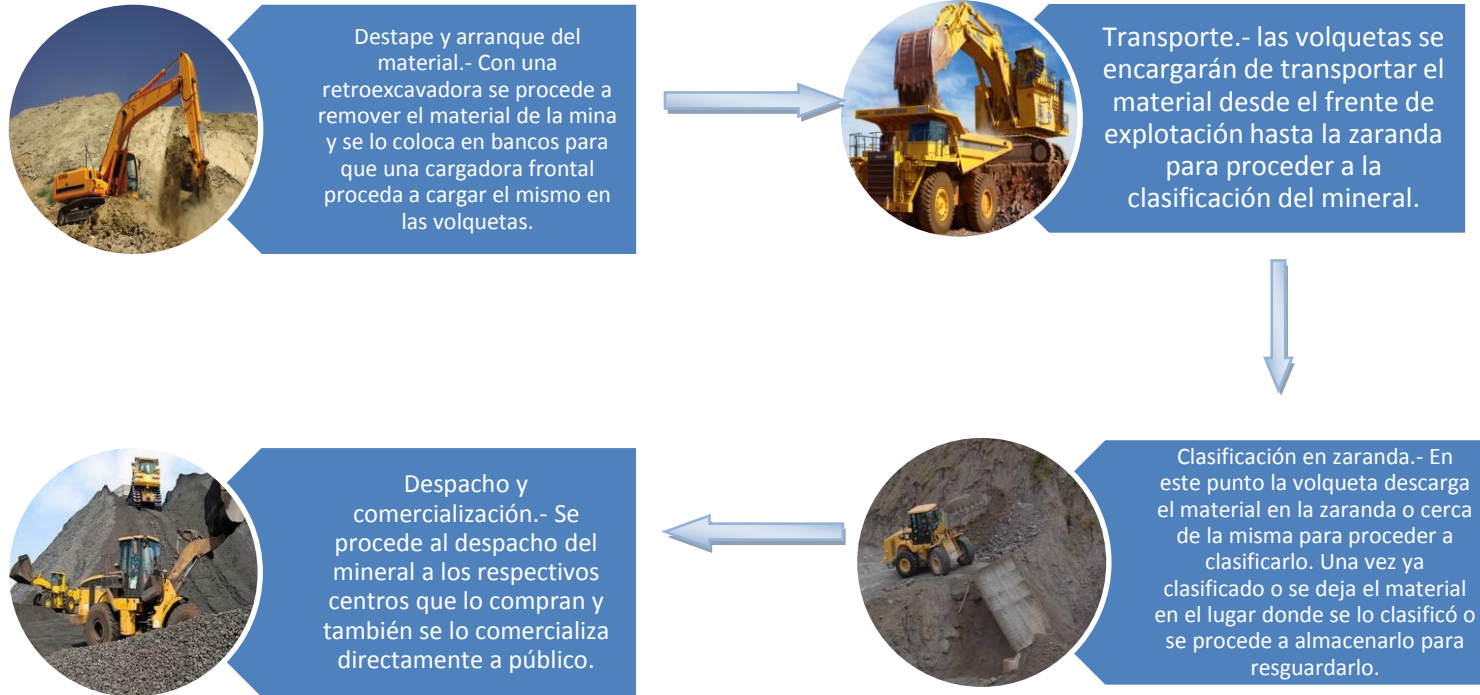 Destape y arranque del
material.- Con una
retroexcavadora se procede a
remover el material de la mina
y se lo coloca en bancos para
que una cargadora frontal
proceda a cargar el mismo en
las volquetas.
Transporte.- las volquetas se
encargarán de transportar el
material desde el frente de
explotación hasta la zaranda
para proceder a la
clasificación del mineral.
Clasificación en zaranda.- En
este punto la volqueta descarga
el material en la zaranda o cerca
de la misma para proceder a
clasificarlo. Una vez ya
clasificado o se deja el material
en el lugar donde se lo clasificó o
se procede a almacenarlo para
resguardarlo.
Despacho y
comercialización.- Se
procede al despacho del
mineral a los respectivos
centros que lo compran y
también se lo comercializa
directamente a público.